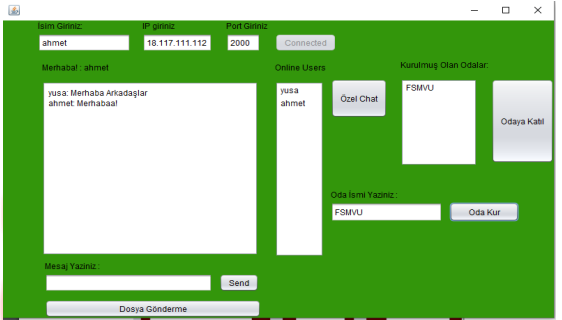 İsim Giriniz:
IP giriniz
Port Giriniz
ahmet
18.117.111.112
2000
Connected
Merhaba! : ahmet
Online Users
Kurulmuş Olan Odalar:
yusa: Merhaba Arkadaşlar
ahmet: Merhabaa!
yusa
ahmet
Özel Chat
FSMVU
Odaya Katıl
Oda İsmi Yazınız :
FSMVU
Oda Kur
Mesaj Yazınız :
Send
Dosya Gönderme